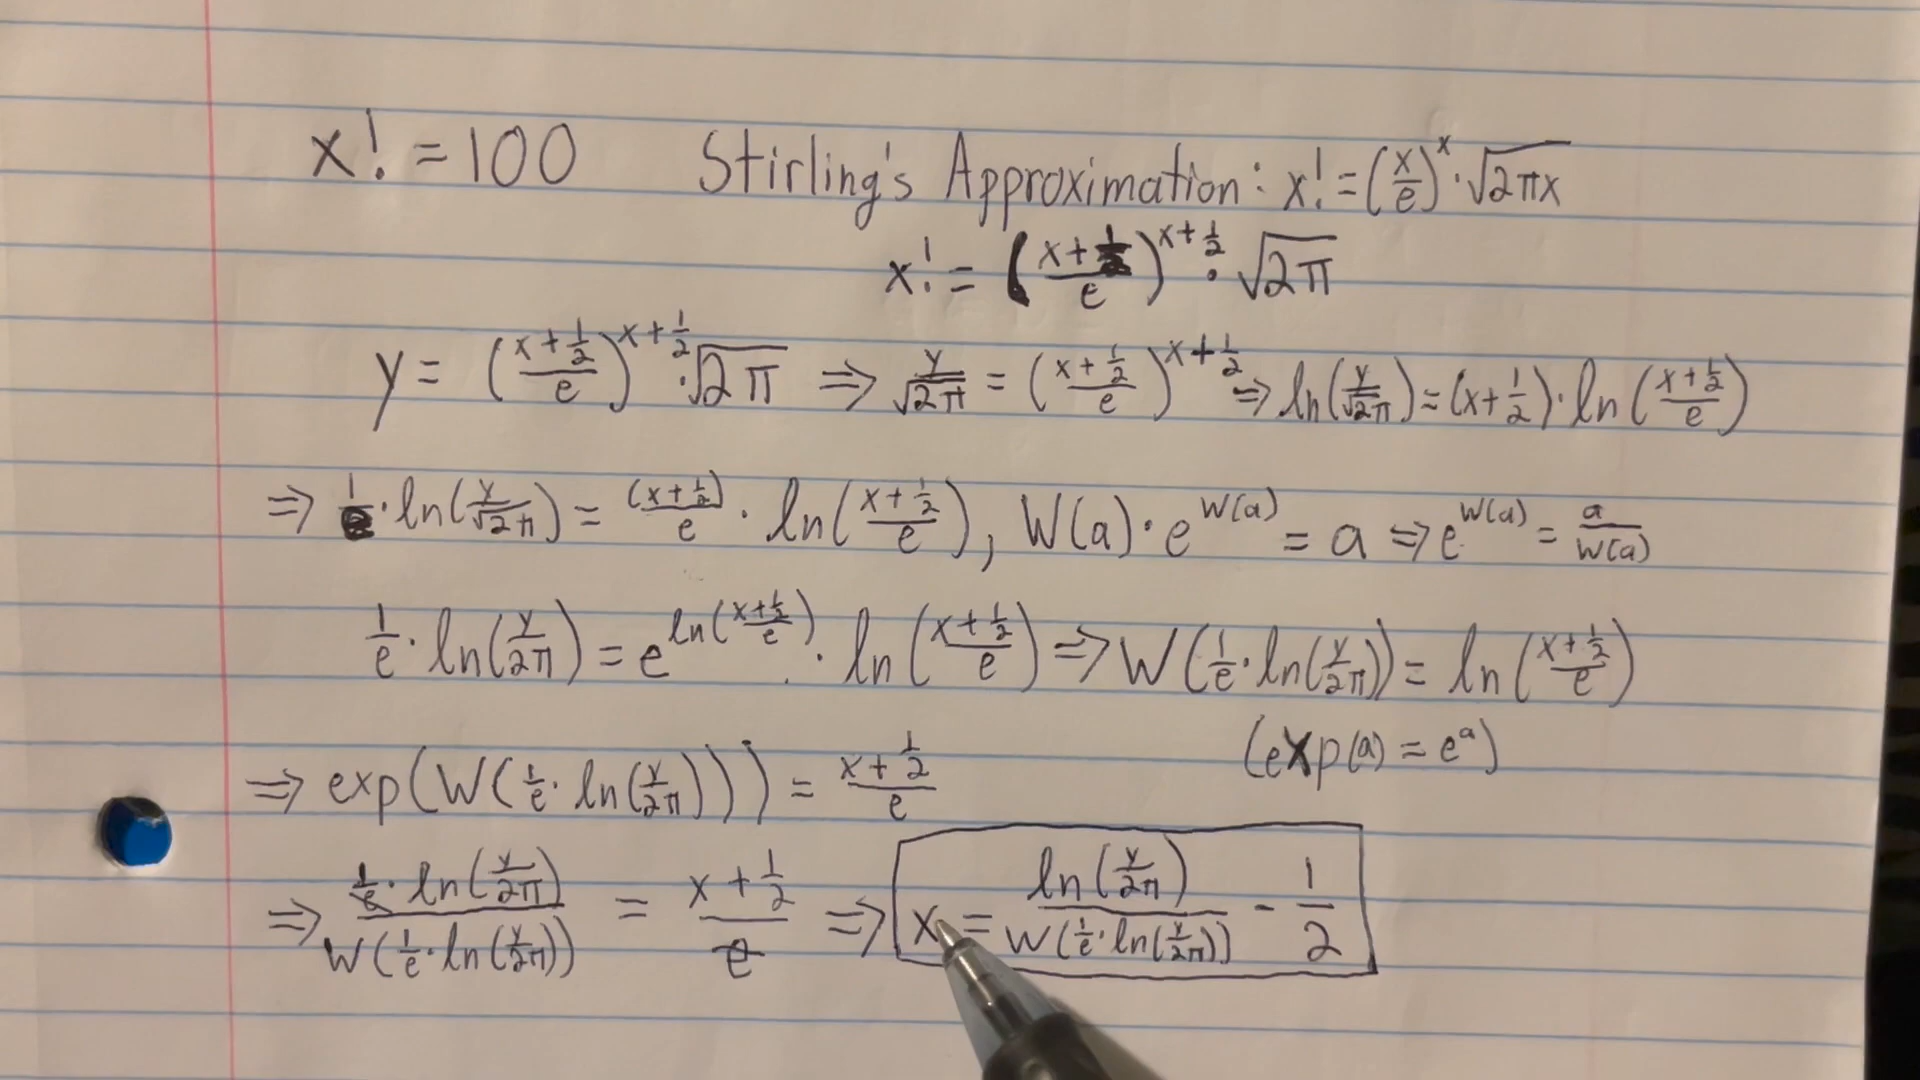 x! = 100 Stirling's Approximation: x! = (x/e)^x · √(2πx)
x! = ((x+1/2)/e)^(x+1/2) · √(2π)
y = ((x+1/2)/e)^(x+1/2) · √(2π) ⇒ y/√(2π) = ((x+1/2)/e)^(x+1/2) ⇒ ln(y/√(2π)) = (x+1/2) · ln((x+1/2)/e)
⇒ 1/e · ln(y/√(2π)) = (x+1/2)/e · ln((x+1/2)/e), W(a) · e^W(a) = a ⇒ e^W(a) = a/W(a)
1/e · ln(y/2π) = e^ln((x+1/2)/e) · ln((x+1/2)/e) ⇒ W(1/e · ln(y/2π)) = ln((x+1/2)/e)
(exp(a) = e^a)
⇒ exp(W(1/e · ln(y/2π))) = (x+1/2)/e
⇒ (1/e · ln(y/2π))/W(1/e · ln(y/2π)) = (x+1/2)/e ⇒ x = ln(y/2π)/W(1/e · ln(y/2π)) - 1/2